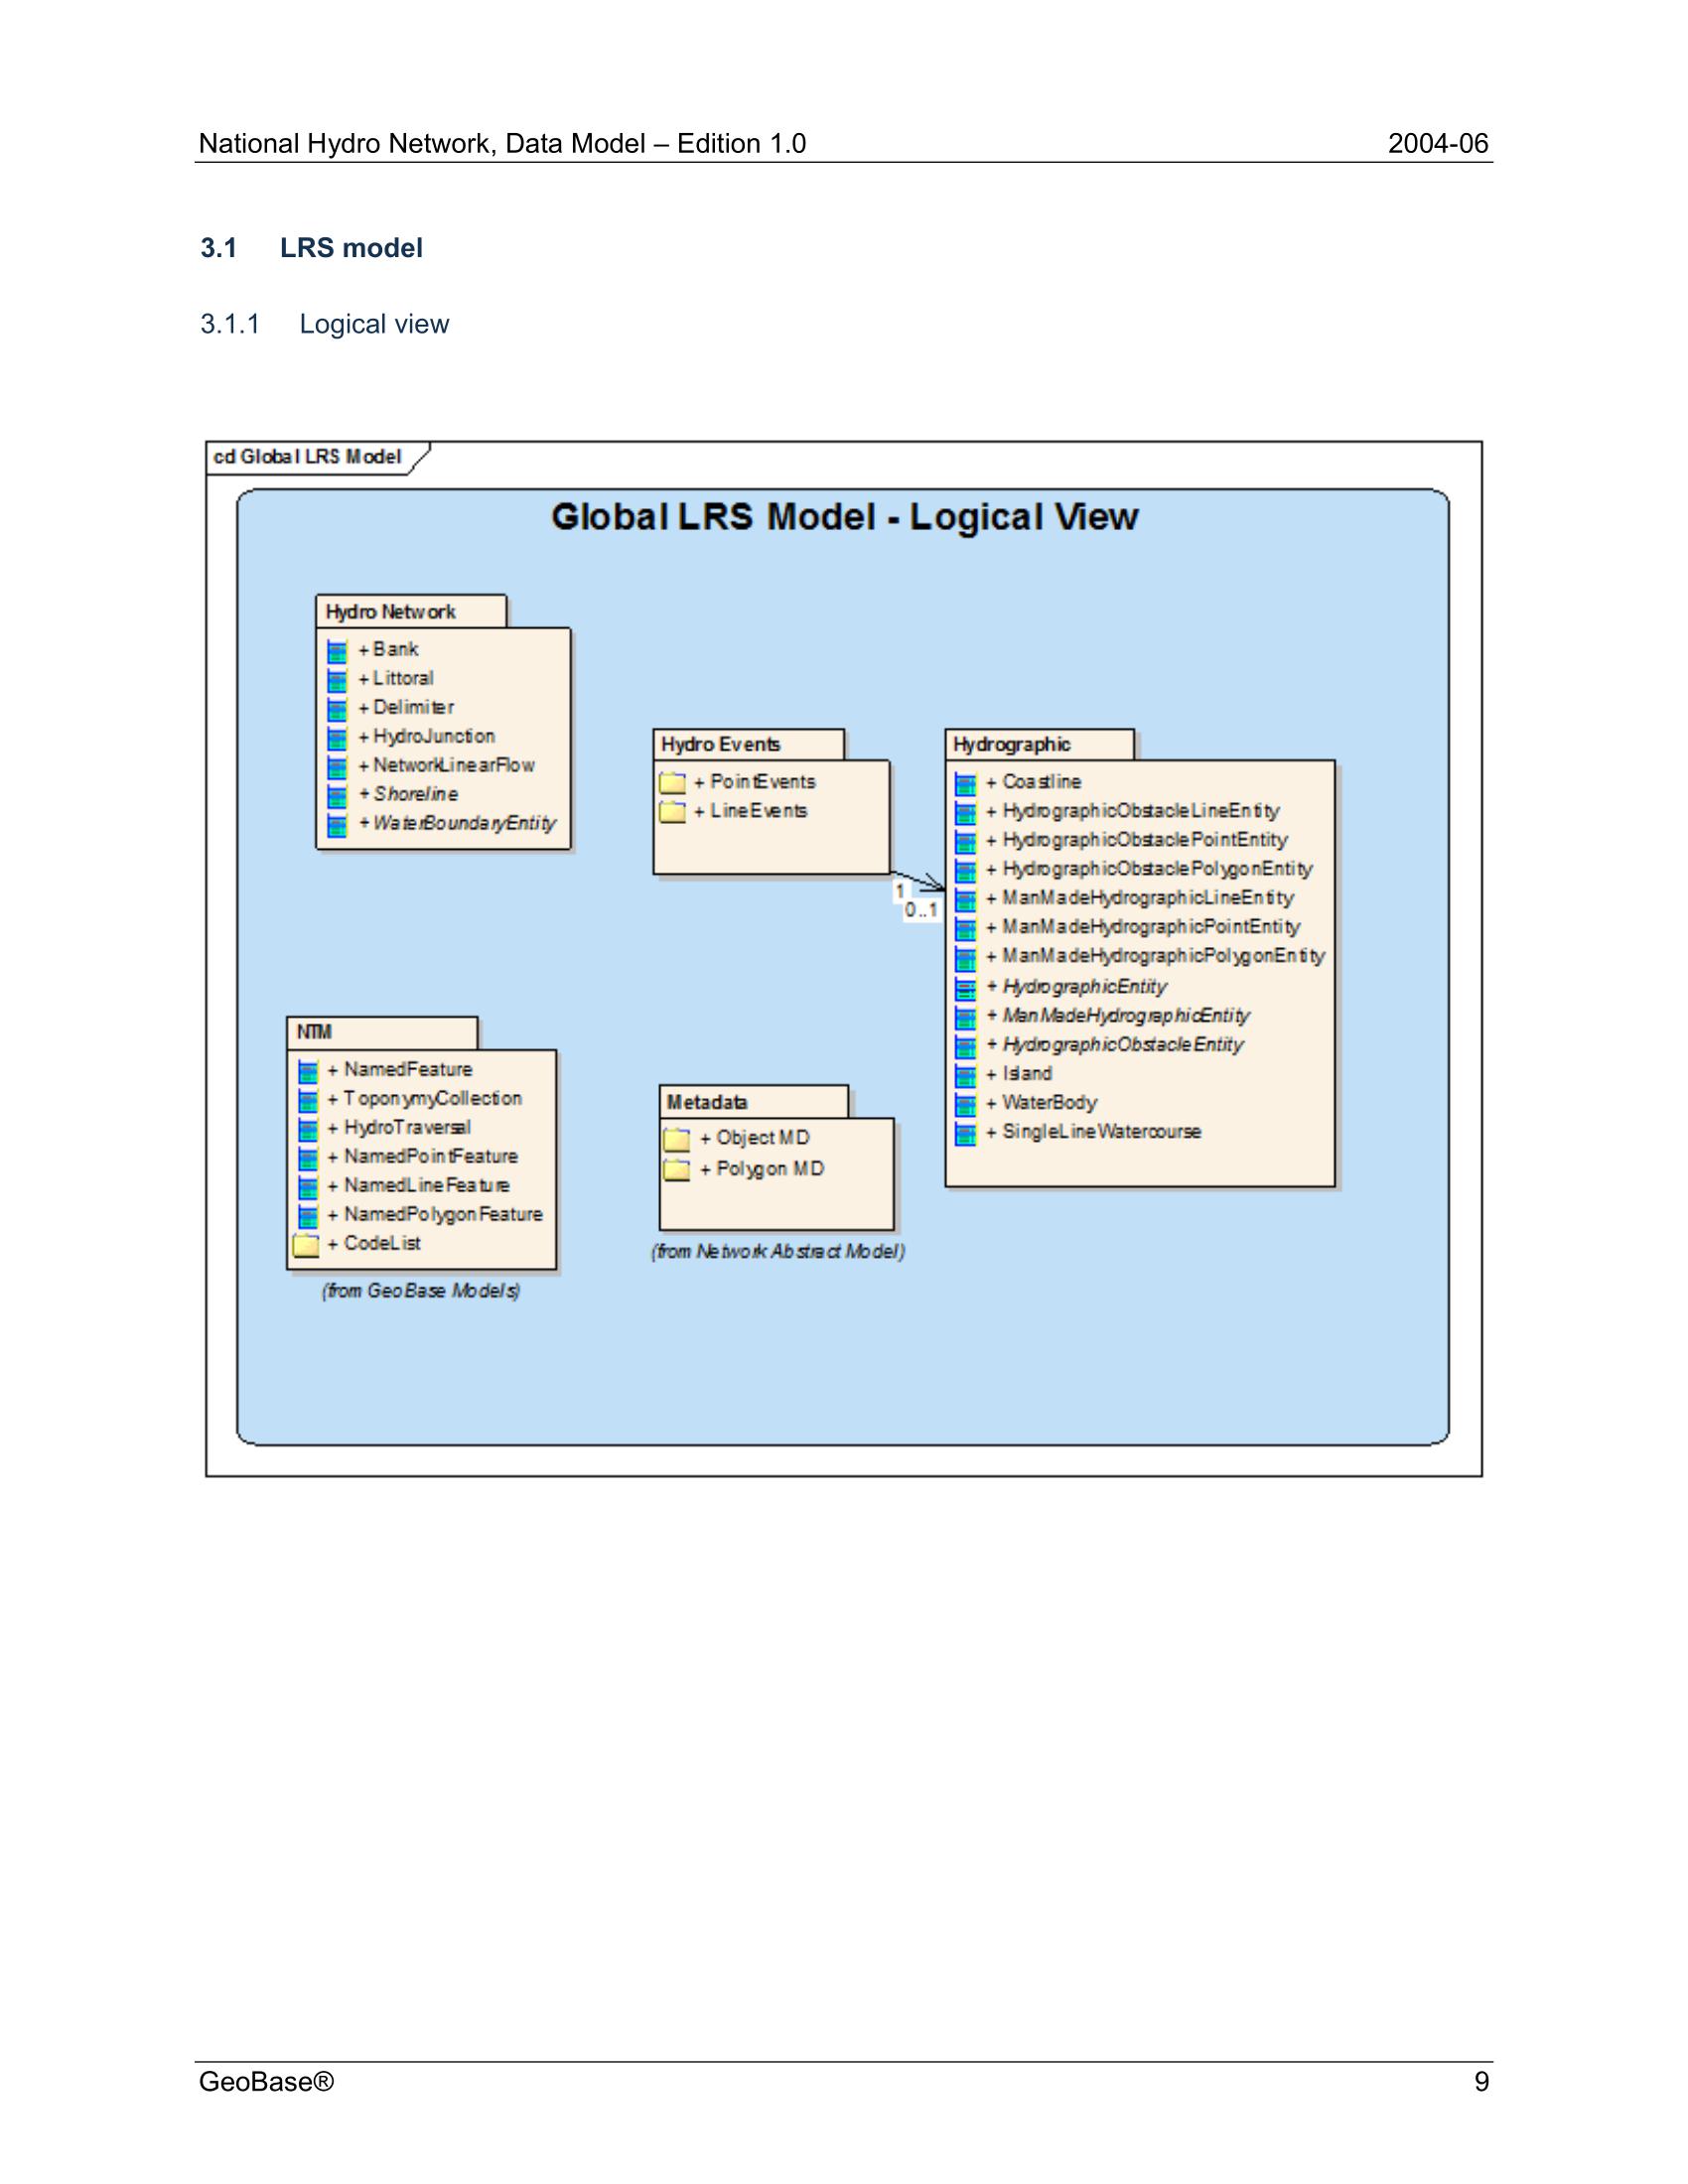 National Hydro Network, Data Model – Edition 1.0 2004-06
3.1 LRS model
3.1.1 Logical view
cd Global LRS Model
Global LRS Model - Logical View
Hydro Network
+ Bank
+ Littoral
+ Delimiter
+ HydroJunction
+ NetworkLinearFlow
+ Shoreline
+ WaterBoundaryEntity
Hydro Events
+ PointEvents
+ LineEvents
1
0..1
Hydrographic
+ Coastline
+ HydrographicObstacleLineEntity
+ HydrographicObstaclePointEntity
+ HydrographicObstaclePolygonEntity
+ ManMadeHydrographicLineEntity
+ ManMadeHydrographicPointEntity
+ ManMadeHydrographicPolygonEntity
+ HydrographicEntity
+ ManMadeHydrographicEntity
+ HydrographicObstacleEntity
+ Island
+ WaterBody
+ SingleLineWatercourse
NTM
+ NamedFeature
+ ToponymyCollection
+ HydroTraversal
+ NamedPointFeature
+ NamedLineFeature
+ NamedPolygonFeature
+ CodeList
(from GeoBase Models)
Metadata
+ Object MD
+ Polygon MD
(from Network Abstract Model)
GeoBase® 9